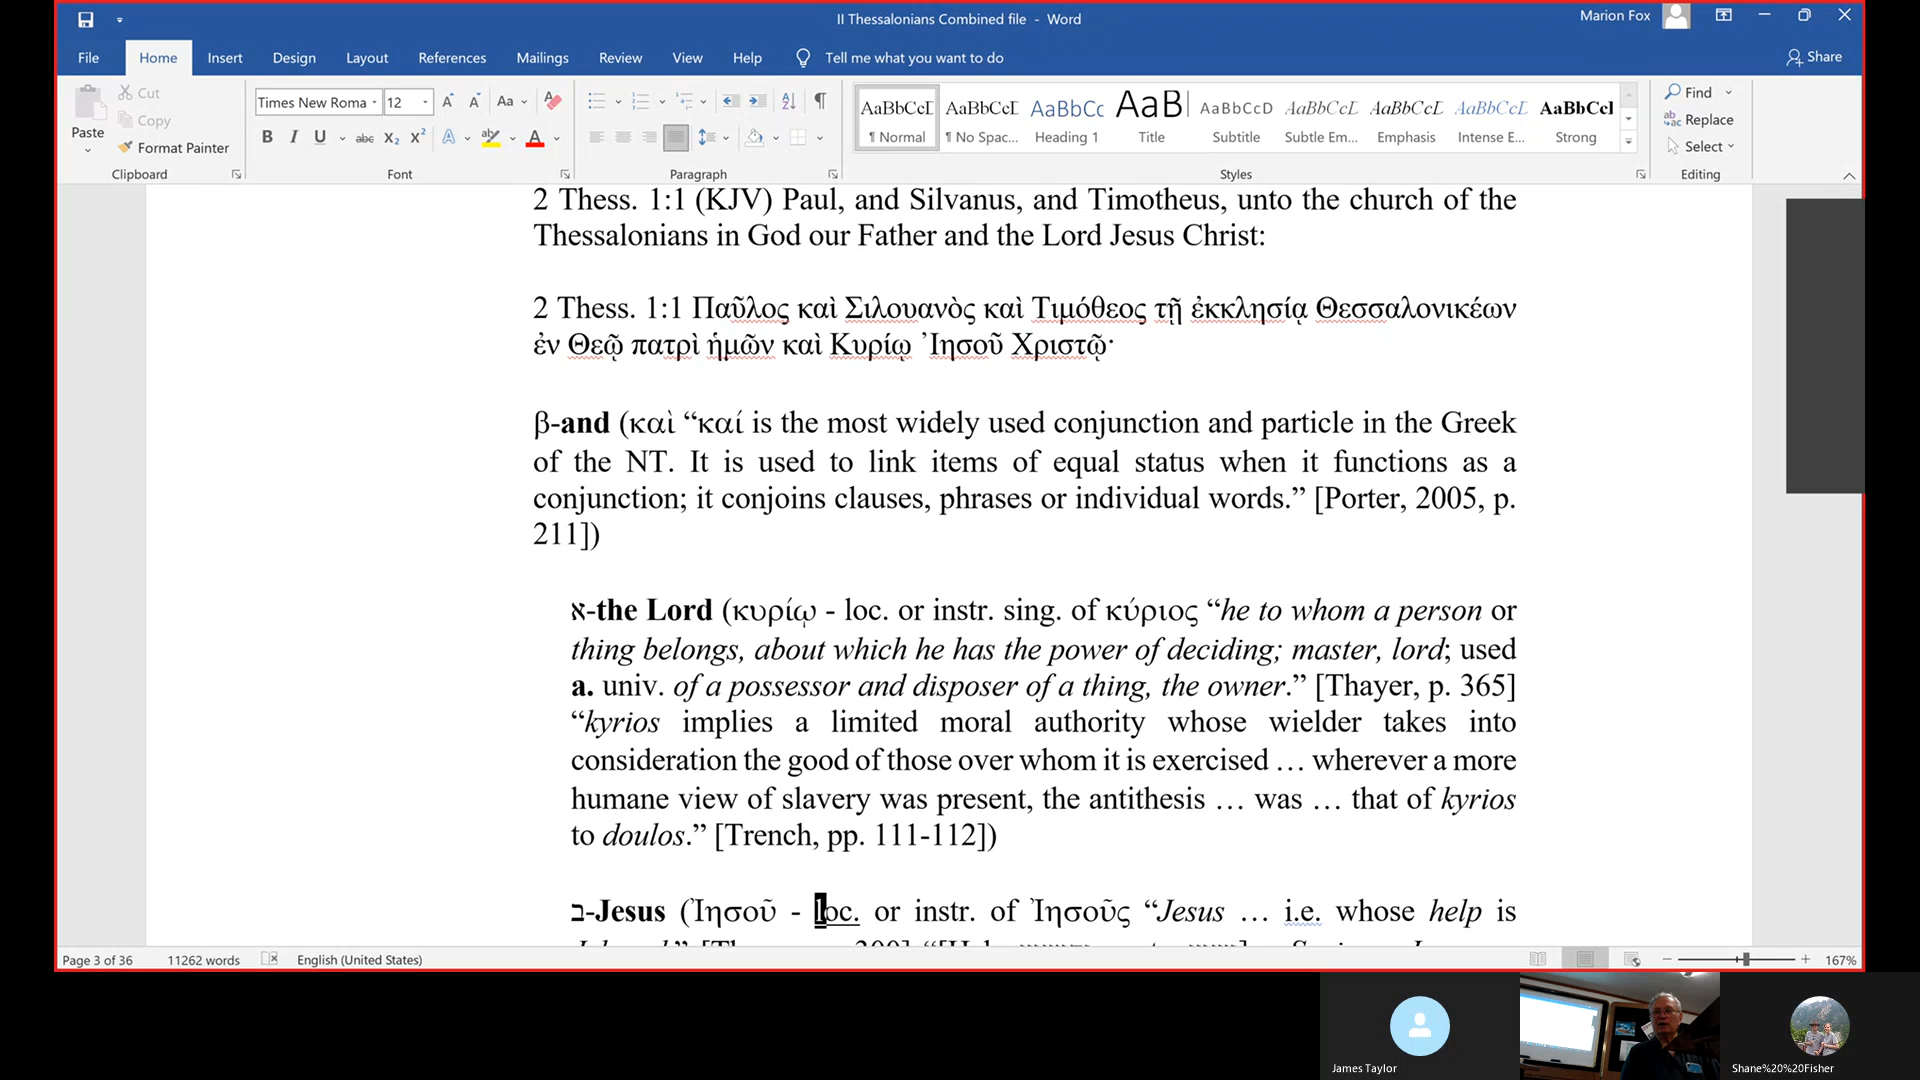 II Thessalonians Combined file - Word
Marion Fox
File Home Insert Design Layout References Mailings Review View Help Tell me what you want to do
Share
Paste
Cut
Copy
Format Painter
Clipboard
Times New Roma 12
Font
Paragraph
AaBbCcI AaBbCcI AaBbCc AaB AaBbCcD AaBbCcL AaBbCcL AaBbCcL AaBbCcl
¶ Normal ¶ No Spac... Heading 1 Title Subtitle Subtle Em... Emphasis Intense E... Strong
Styles
Find
Replace
Select
Editing
2 Thess. 1:1 (KJV) Paul, and Silvanus, and Timotheus, unto the church of the
Thessalonians in God our Father and the Lord Jesus Christ:
2 Thess. 1:1 Παῦλος καὶ Σιλουανὸς καὶ Τιμόθεος τῇ ἐκκλησίᾳ Θεσσαλονικέων
ἐν Θεῷ πατρὶ ἡμῶν καὶ Κυρίῳ ᾿Ιησοῦ Χριστῷ·
β-and (καὶ “καί is the most widely used conjunction and particle in the Greek
of the NT. It is used to link items of equal status when it functions as a
conjunction; it conjoins clauses, phrases or individual words.” [Porter, 2005, p.
211])
א-the Lord (κυρίῳ - loc. or instr. sing. of κύριος “he to whom a person or
thing belongs, about which he has the power of deciding; master, lord; used
a. univ. of a possessor and disposer of a thing, the owner.” [Thayer, p. 365]
“kyrios implies a limited moral authority whose wielder takes into
consideration the good of those over whom it is exercised … wherever a more
humane view of slavery was present, the antithesis … was … that of kyrios
to doulos.” [Trench, pp. 111-112])
ב-Jesus (Ἰησοῦ - loc. or instr. of Ἰησοῦς “Jesus … i.e. whose help is
Page 3 of 36 11262 words English (United States) 167%
James Taylor
Shane%20%20Fisher